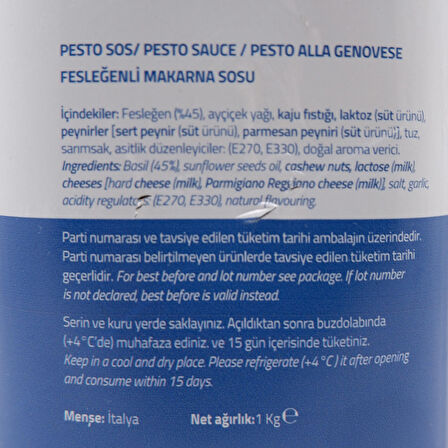 PESTO SOS/ PESTO SAUCE / PESTO ALLA GENOVESE
FESLEĞENLİ MAKARNA SOSU
İçindekiler: Fesleğen (%45), ayçiçek yağı, kaju fıstığı, laktoz (süt ürünü),
peynirler [sert peynir (süt ürünü), parmesan peyniri (süt ürünü)], tuz,
sarımsak, asitlik düzenleyiciler: (E270, E330), doğal aroma verici.
Ingredients: Basil (45%), sunflower seeds oil, cashew nuts, lactose (milk),
cheeses [hard cheese (milk), Parmigiano Reggiano cheese (milk)], salt, garlic,
acidity regulators (E270, E330), natural flavouring.
Parti numarası ve tavsiye edilen tüketim tarihi ambalajın üzerindedir.
Parti numarası belirtilmeyen ürünlerde tavsiye edilen tüketim tarihi
geçerlidir. For best before and lot number see package. If lot number
is not declared, best before is valid instead.
Serin ve kuru yerde saklayınız. Açıldıktan sonra buzdolabında
(+4°C'de) muhafaza ediniz. ve 15 gün içerisinde tüketiniz.
Keep in a cool and dry place. Please refrigerate (+4°C) it after opening
and consume within 15 days.
Menşe: İtalya Net ağırlık: 1 Kg ℮